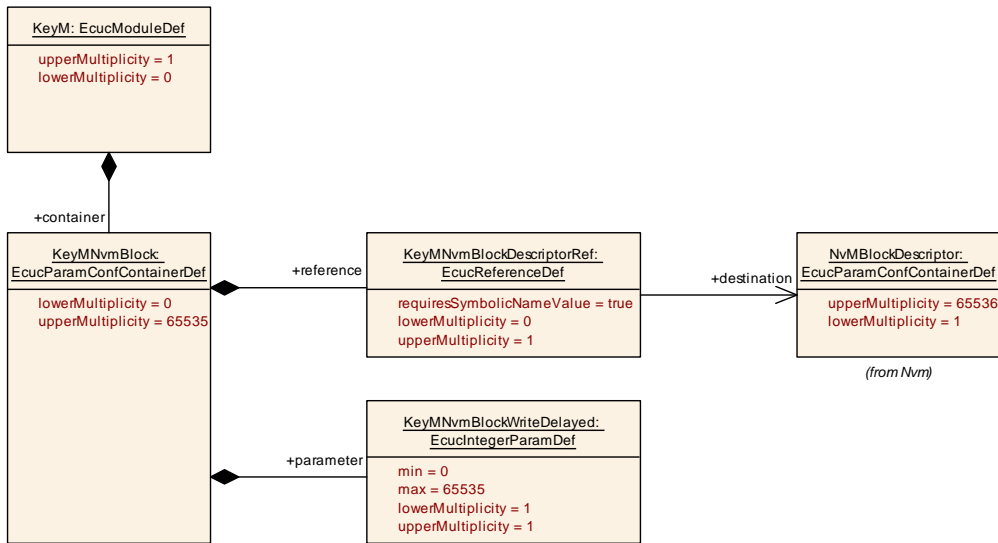 KeyM: EcucModuleDef
upperMultiplicity = 1
lowerMultiplicity = 0
+container
KeyMNvmBlock:
EcucParamConfContainerDef
lowerMultiplicity = 0
upperMultiplicity = 65535
+reference
KeyMNvmBlockDescriptorRef:
EcucReferenceDef
requiresSymbolicNameValue = true
lowerMultiplicity = 0
upperMultiplicity = 1
+destination
NvMBlockDescriptor:
EcucParamConfContainerDef
upperMultiplicity = 65536
lowerMultiplicity = 1
(from Nvm)
+parameter
KeyMNvmBlockWriteDelayed:
EcucIntegerParamDef
min = 0
max = 65535
lowerMultiplicity = 1
upperMultiplicity = 1